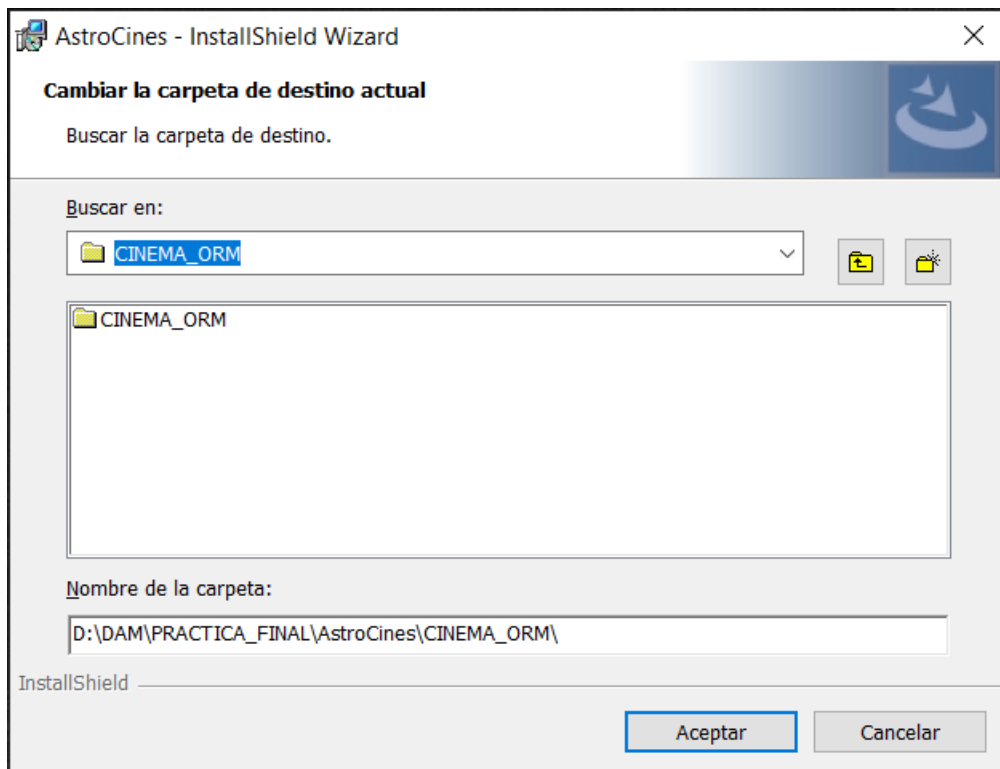 AstroCines - InstallShield Wizard
Cambiar la carpeta de destino actual
Buscar la carpeta de destino.
Buscar en:
CINEMA_ORM
CINEMA_ORM
Nombre de la carpeta:
D:\DAM\PRACTICA_FINAL\AstroCines\CINEMA_ORM\
InstallShield
Aceptar Cancelar